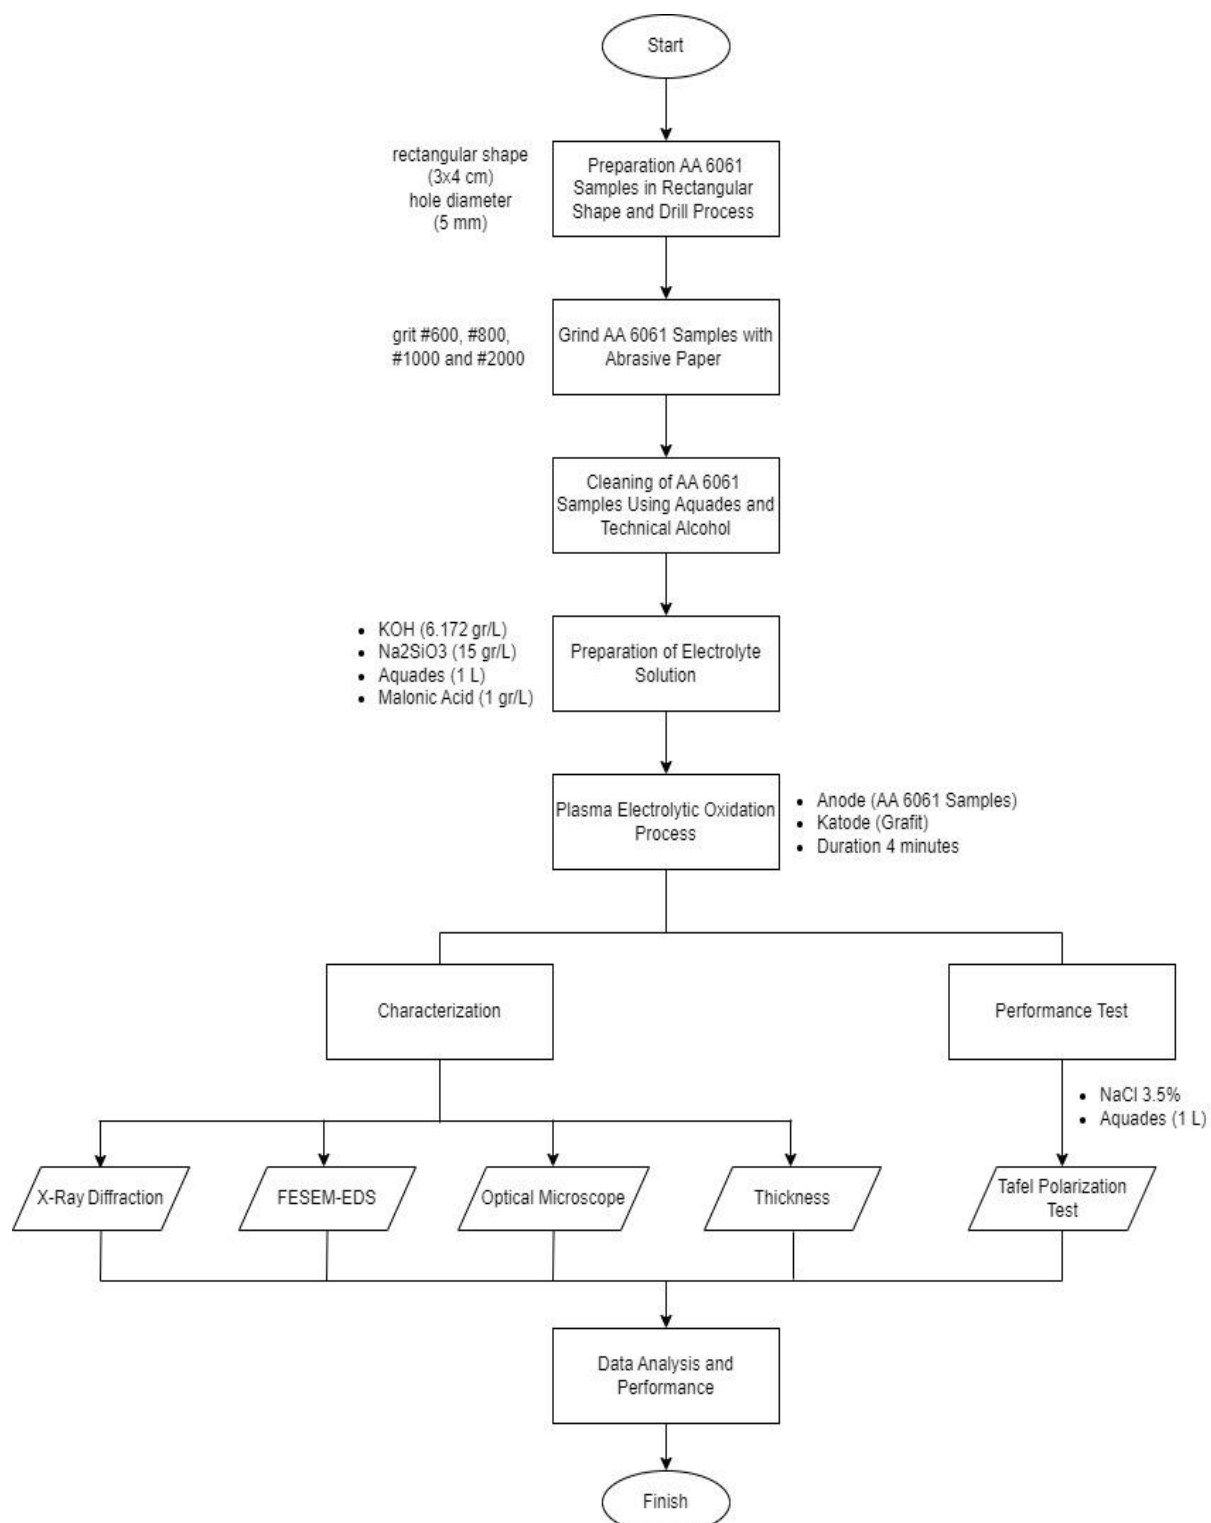 Start
rectangular shape
(3x4 cm)
hole diameter
(5 mm)
Preparation AA 6061
Samples in Rectangular
Shape and Drill Process
grit #600, #800,
#1000 and #2000
Grind AA 6061 Samples with
Abrasive Paper
Cleaning of AA 6061
Samples Using Aquades and
Technical Alcohol
• KOH (6.172 gr/L)
• Na2SiO3 (15 gr/L)
• Aquades (1 L)
• Malonic Acid (1 gr/L)
Preparation of Electrolyte
Solution
Plasma Electrolytic Oxidation
Process
• Anode (AA 6061 Samples)
• Katode (Grafit)
• Duration 4 minutes
Characterization
Performance Test
• NaCl 3.5%
• Aquades (1 L)
X-Ray Diffraction
FESEM-EDS
Optical Microscope
Thickness
Tafel Polarization
Test
Data Analysis and
Performance
Finish